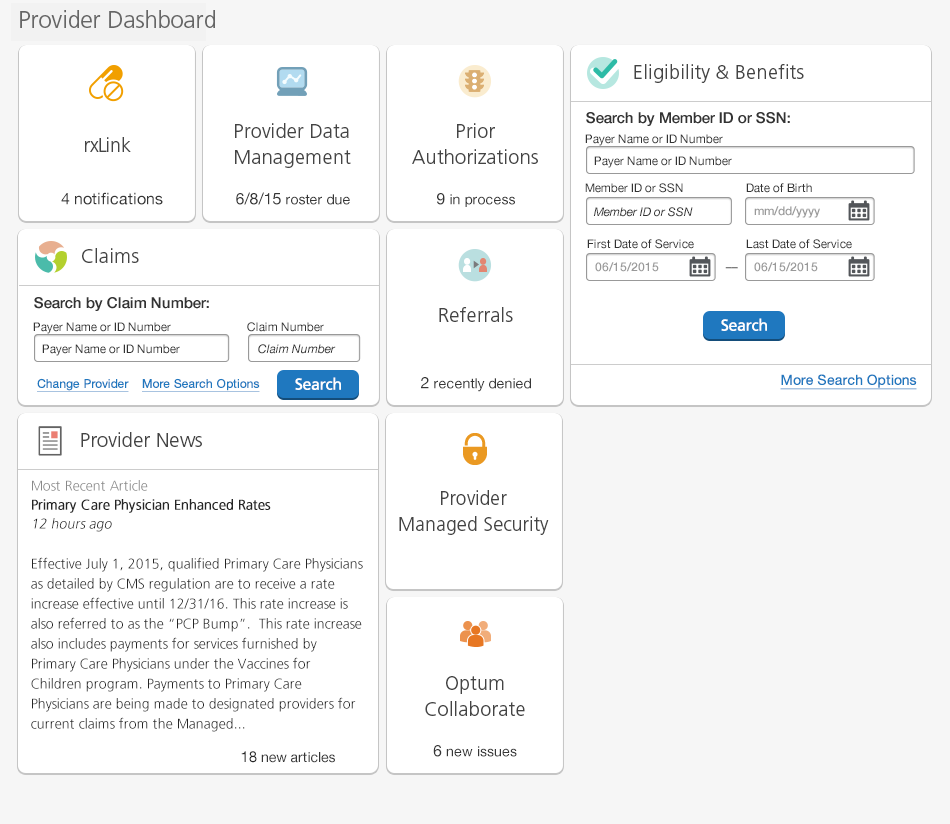 Provider Dashboard
rxLink
4 notifications
Provider Data
Management
6/8/15 roster due
Prior
Authorizations
9 in process
Eligibility & Benefits
Search by Member ID or SSN:
Payer Name or ID Number
Payer Name or ID Number
Member ID or SSN
Date of Birth
Member ID or SSN
mm/dd/yyyy
First Date of Service
Last Date of Service
06/15/2015
—
06/15/2015
Search
More Search Options
Claims
Search by Claim Number:
Payer Name or ID Number
Claim Number
Payer Name or ID Number
Claim Number
Change Provider
More Search Options
Search
Referrals
2 recently denied
Provider News
Most Recent Article
Primary Care Physician Enhanced Rates
12 hours ago
Effective July 1, 2015, qualified Primary Care Physicians
as detailed by CMS regulation are to receive a rate
increase effective until 12/31/16. This rate increase is
also referred to as the “PCP Bump”.  This rate increase
also includes payments for services furnished by
Primary Care Physicians under the Vaccines for
Children program. Payments to Primary Care
Physicians are being made to designated providers for
current claims from the Managed...
18 new articles
Provider
Managed Security
Optum
Collaborate
6 new issues